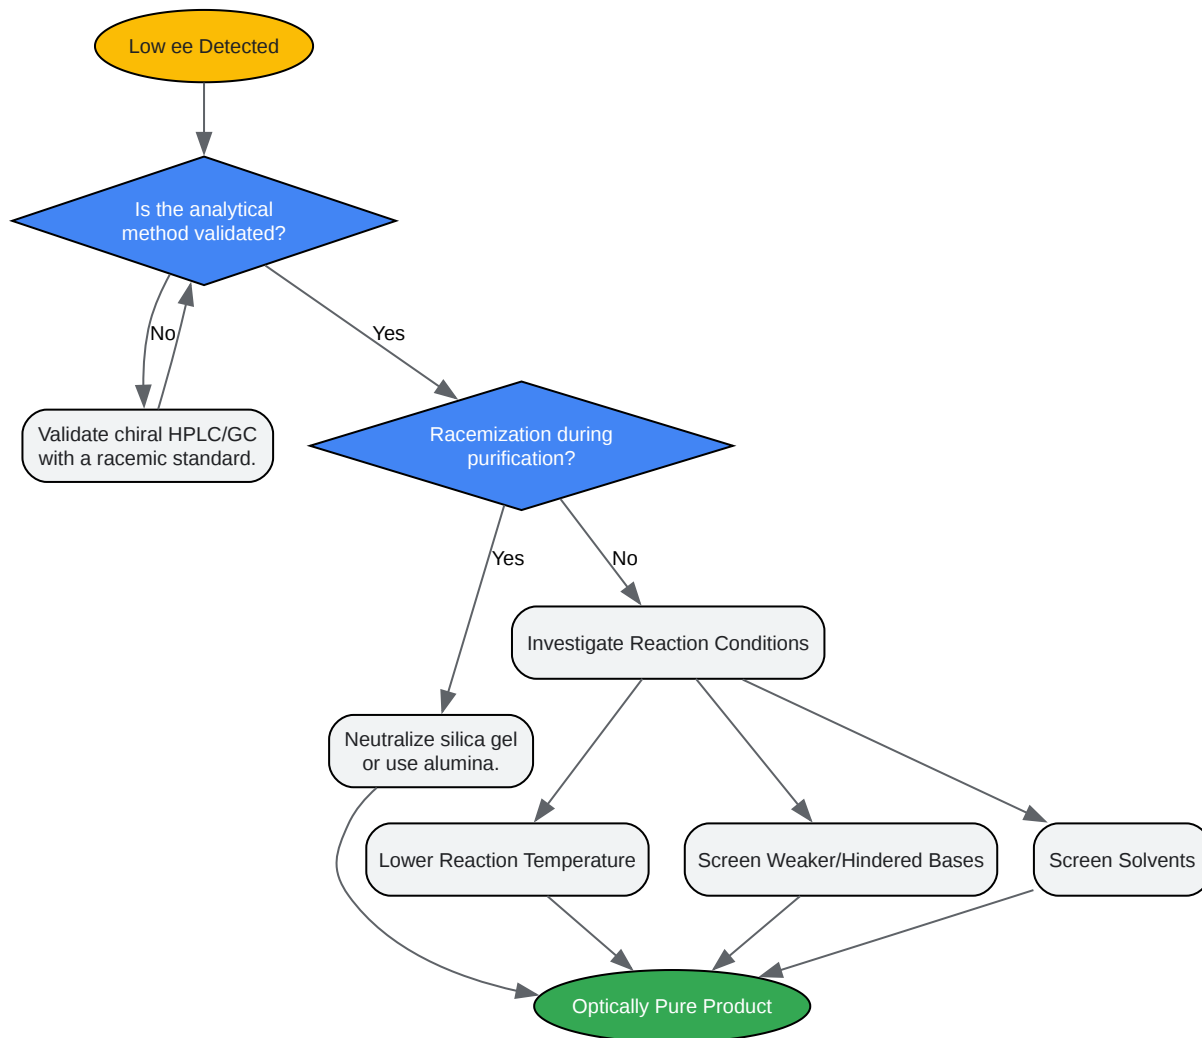 Low ee Detected
Is the analytical
method validated?
No
Yes
Validate chiral HPLC/GC
with a racemic standard.
Racemization during
purification?
Yes
No
Investigate Reaction Conditions
Neutralize silica gel
or use alumina.
Lower Reaction Temperature
Screen Weaker/Hindered Bases
Screen Solvents
Optically Pure Product